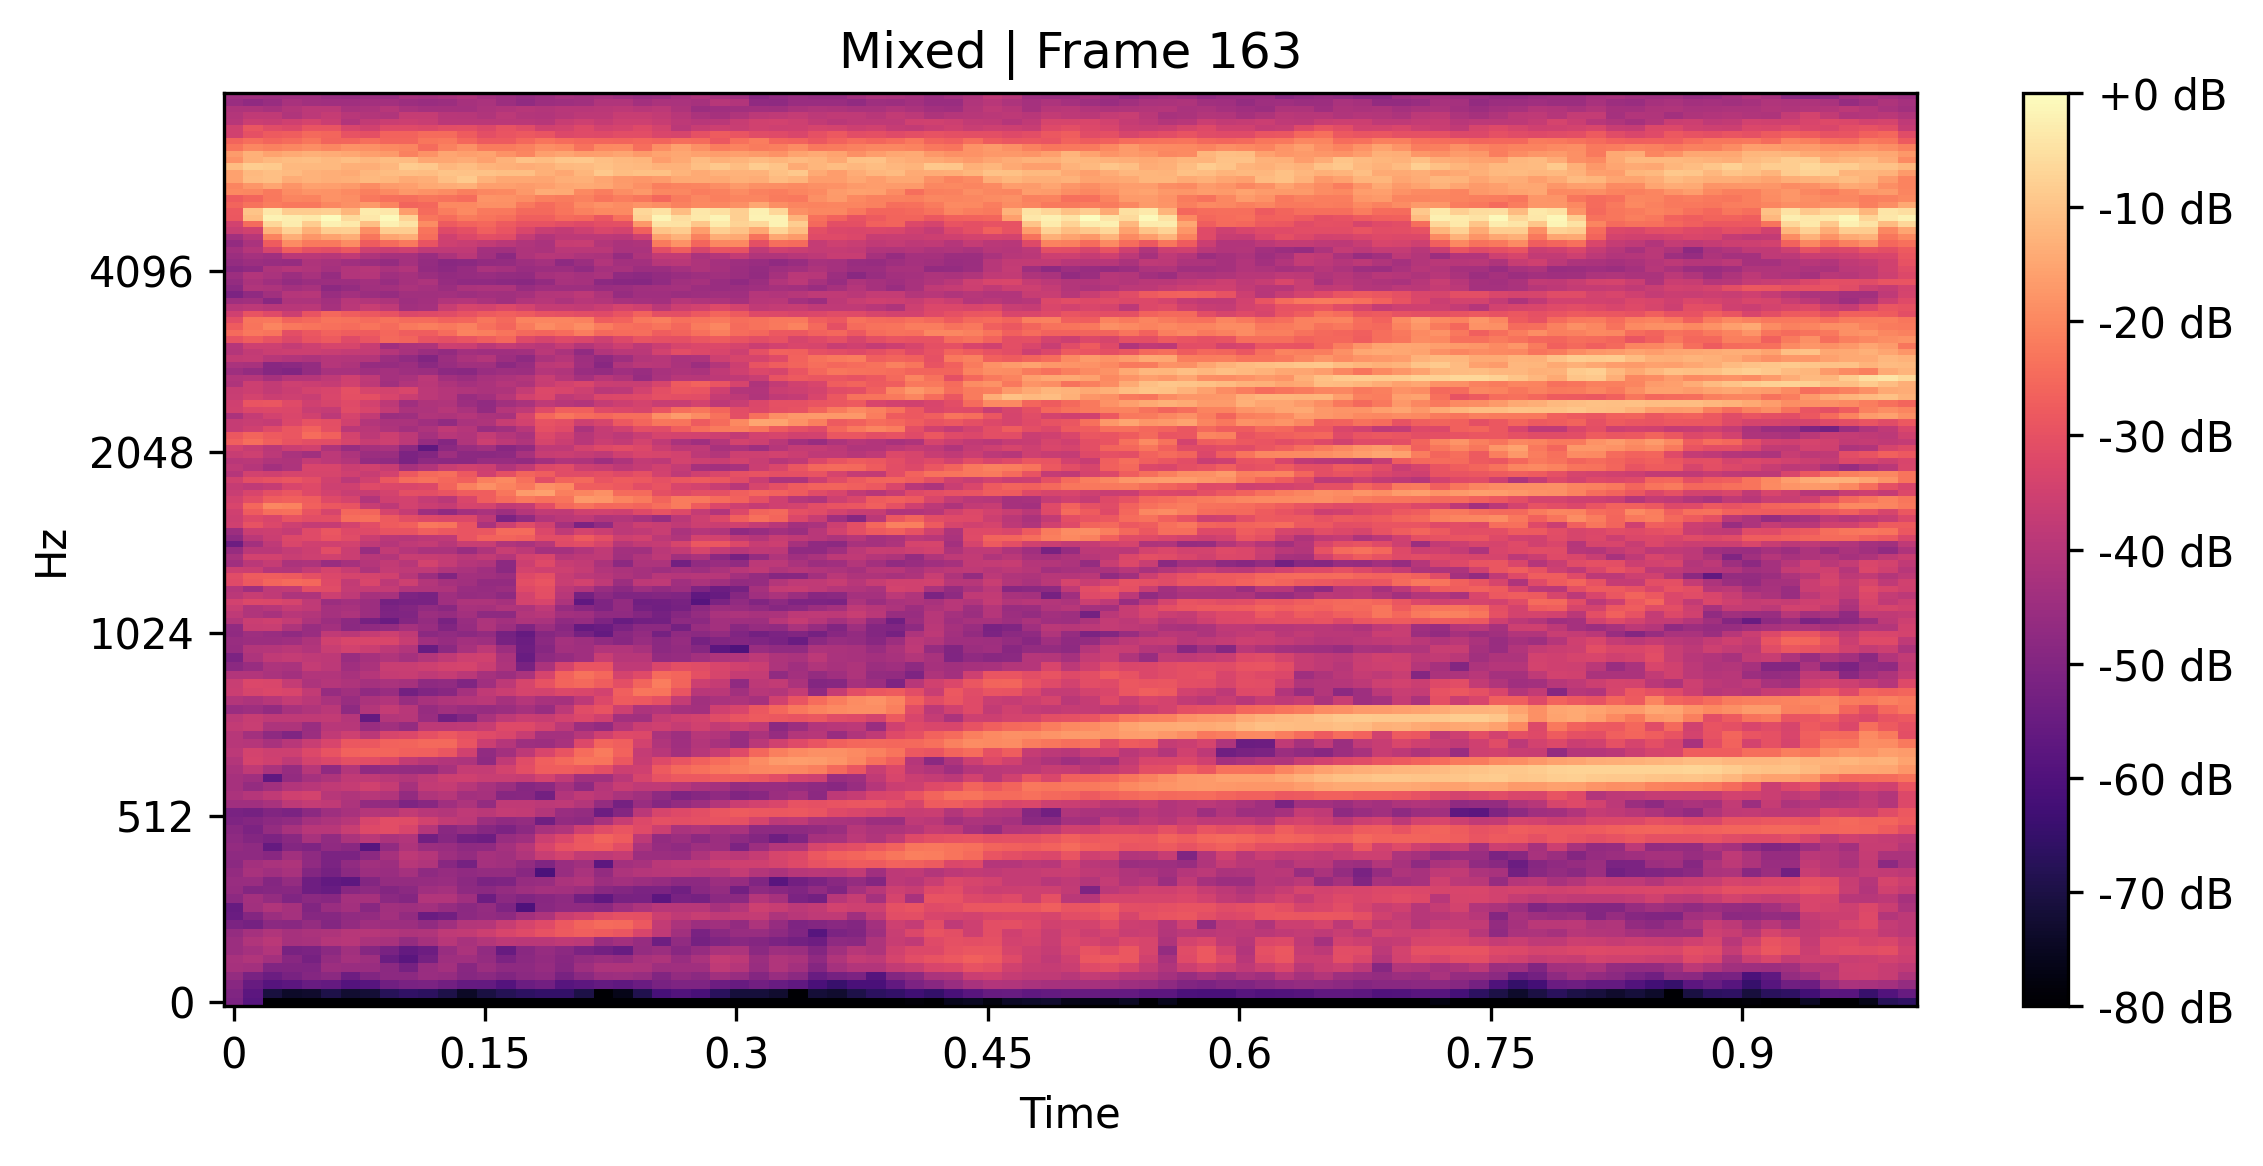 Mixed | Frame 163
+0 dB
-10 dB
-20 dB
-30 dB
-40 dB
-50 dB
-60 dB
-70 dB
-80 dB
4096
2048
1024
512
0
Hz
0 0.15 0.3 0.45 0.6 0.75 0.9
Time